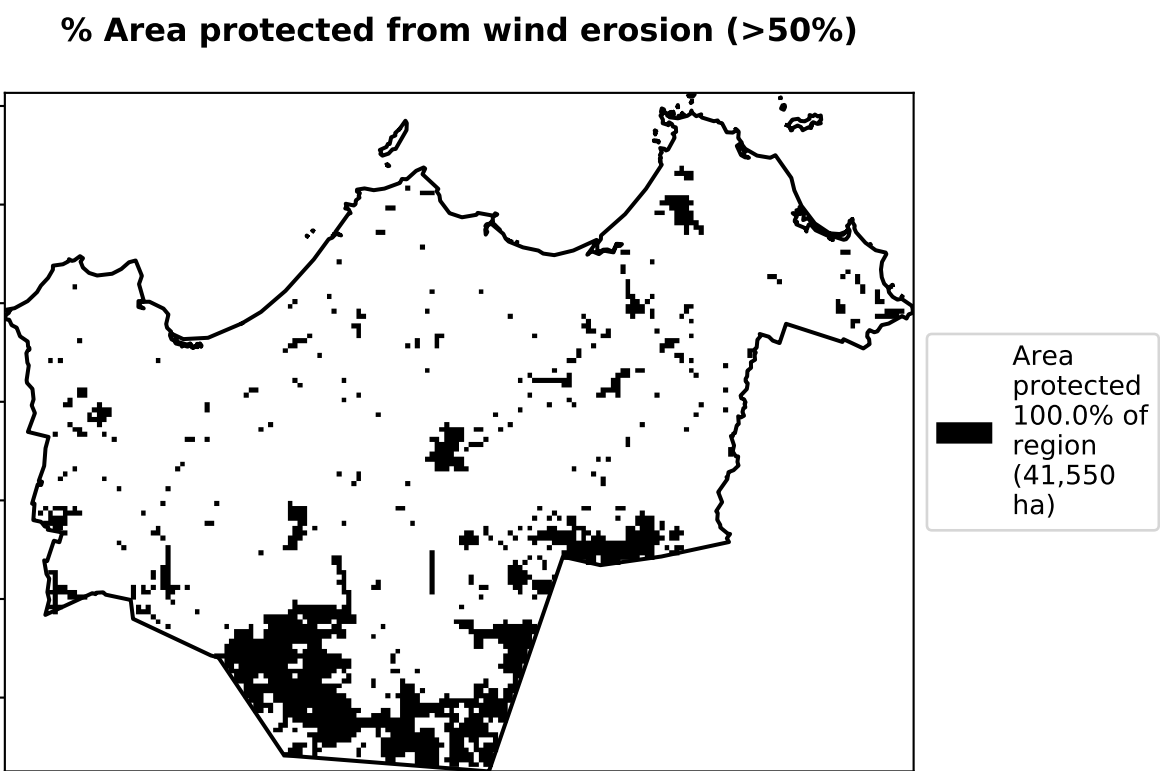 % Area protected from wind erosion (>50%)
Area
protected
100.0% of
region
(41,550
ha)